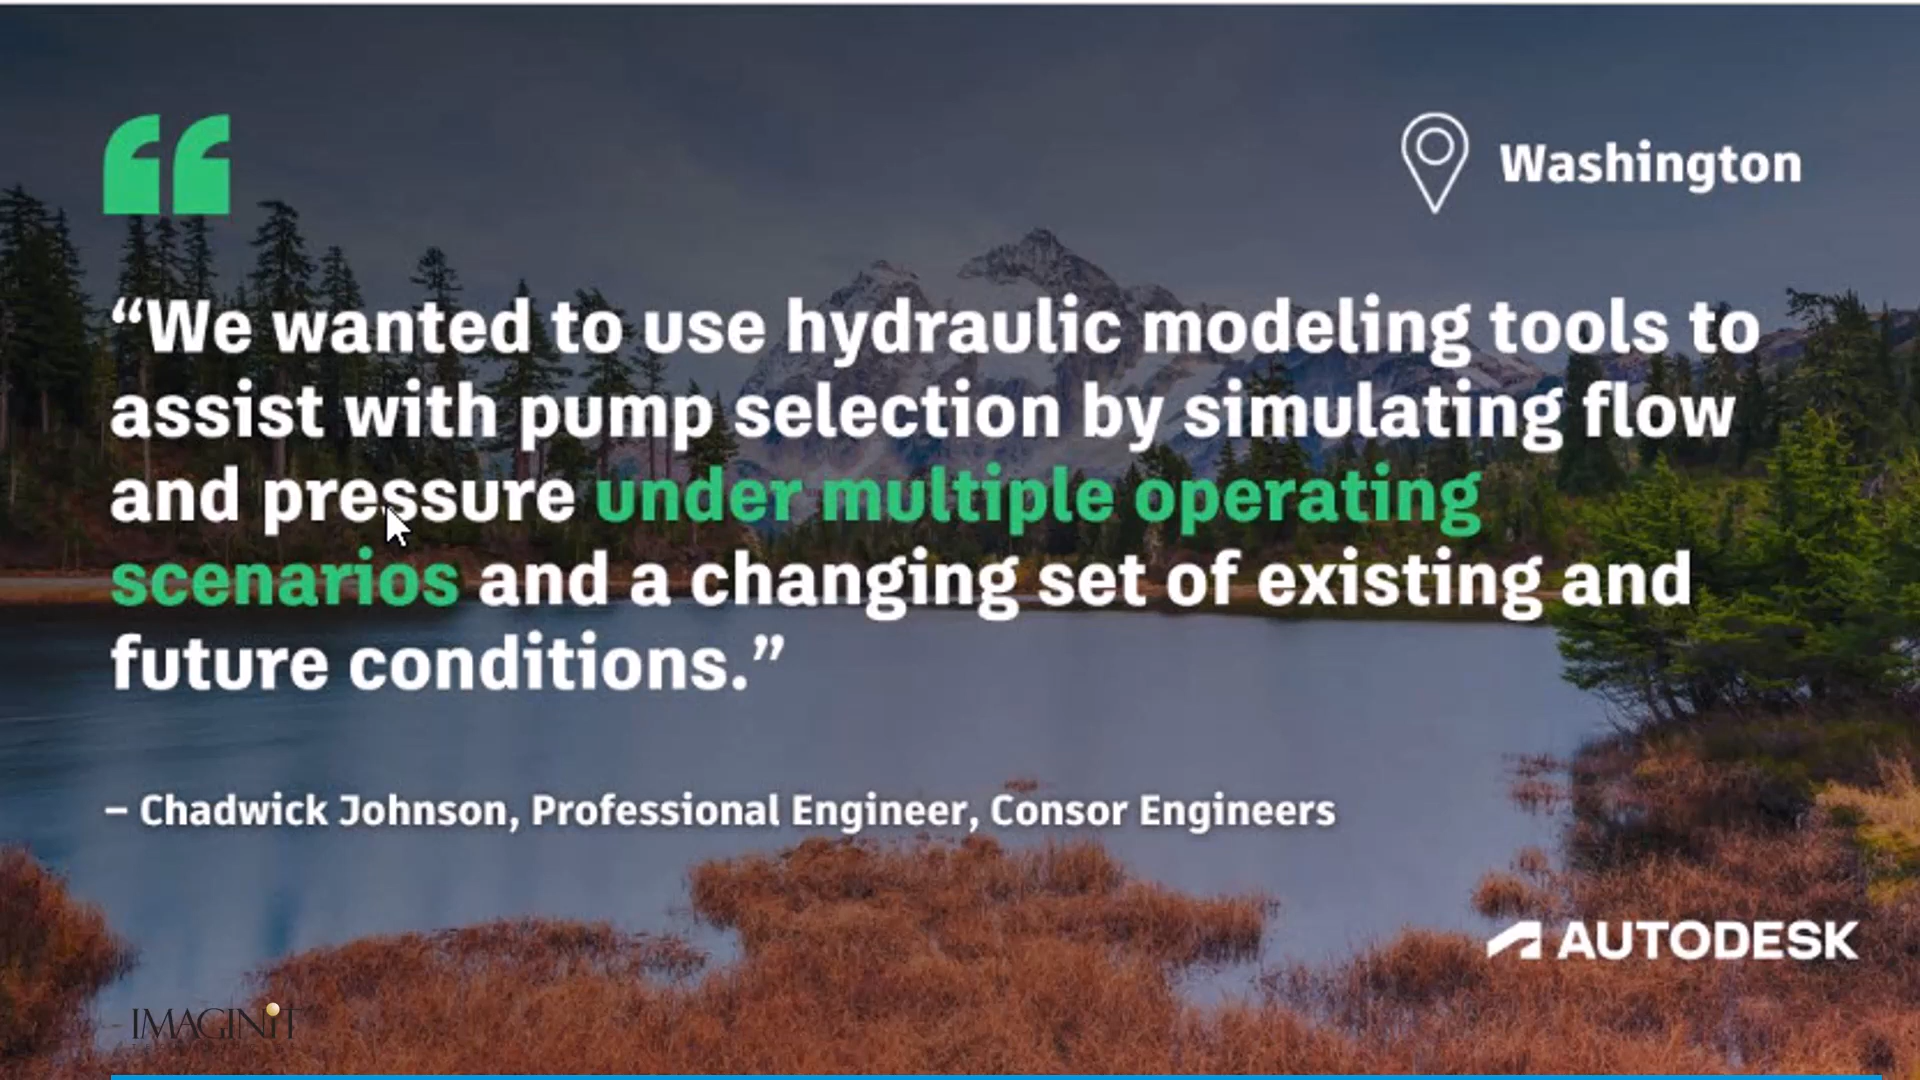 Washington
“We wanted to use hydraulic modeling tools to
assist with pump selection by simulating flow
and pressure under multiple operating
scenarios and a changing set of existing and
future conditions.”
– Chadwick Johnson, Professional Engineer, Consor Engineers
AUTODESK
IMAGINiT